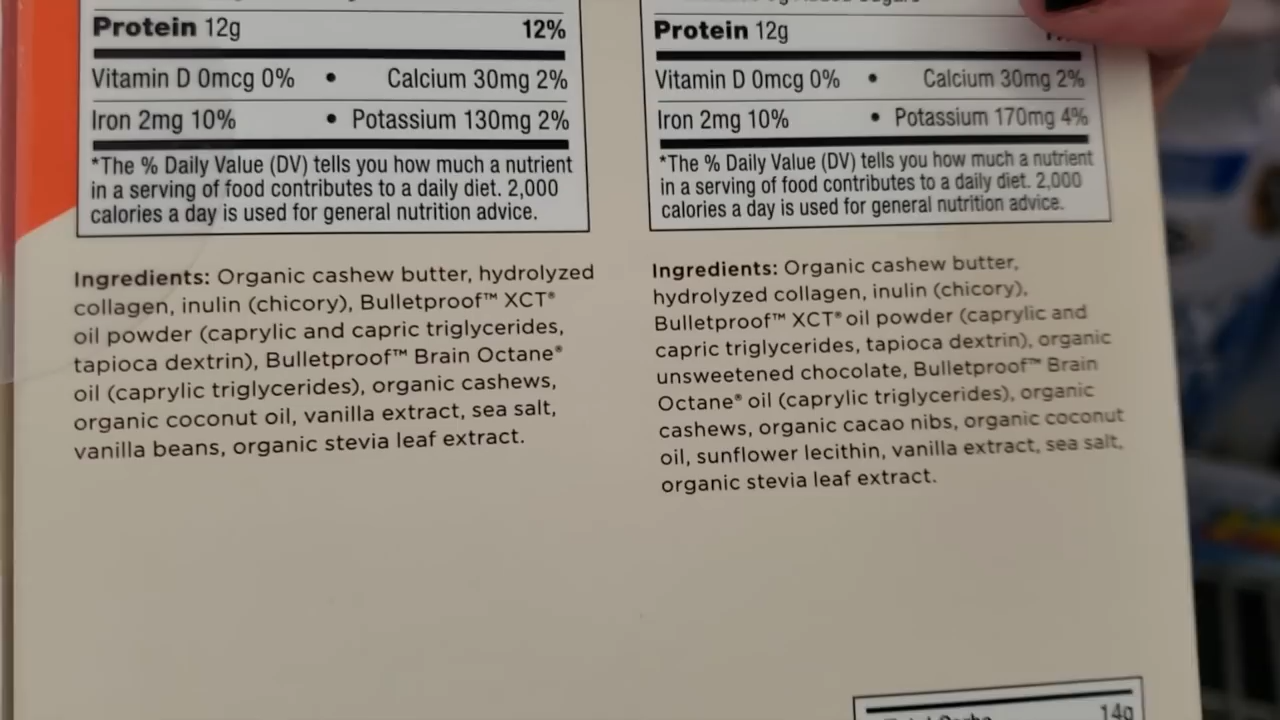 Protein 12g 12%
Vitamin D 0mcg 0% • Calcium 30mg 2%
Iron 2mg 10% • Potassium 130mg 2%
*The % Daily Value (DV) tells you how much a nutrient
in a serving of food contributes to a daily diet. 2,000
calories a day is used for general nutrition advice.
Ingredients: Organic cashew butter, hydrolyzed
collagen, inulin (chicory), Bulletproof™ XCT®
oil powder (caprylic and capric triglycerides,
tapioca dextrin), Bulletproof™ Brain Octane®
oil (caprylic triglycerides), organic cashews,
organic coconut oil, vanilla extract, sea salt,
vanilla beans, organic stevia leaf extract.
Protein 12g
Vitamin D 0mcg 0% • Calcium 30mg 2%
Iron 2mg 10% • Potassium 170mg 4%
*The % Daily Value (DV) tells you how much a nutrient
in a serving of food contributes to a daily diet. 2,000
calories a day is used for general nutrition advice.
Ingredients: Organic cashew butter,
hydrolyzed collagen, inulin (chicory),
Bulletproof™ XCT® oil powder (caprylic and
capric triglycerides, tapioca dextrin), organic
unsweetened chocolate, Bulletproof™ Brain
Octane® oil (caprylic triglycerides), organic
cashews, organic cacao nibs, organic coconut
oil, sunflower lecithin, vanilla extract, sea salt,
organic stevia leaf extract.
14g